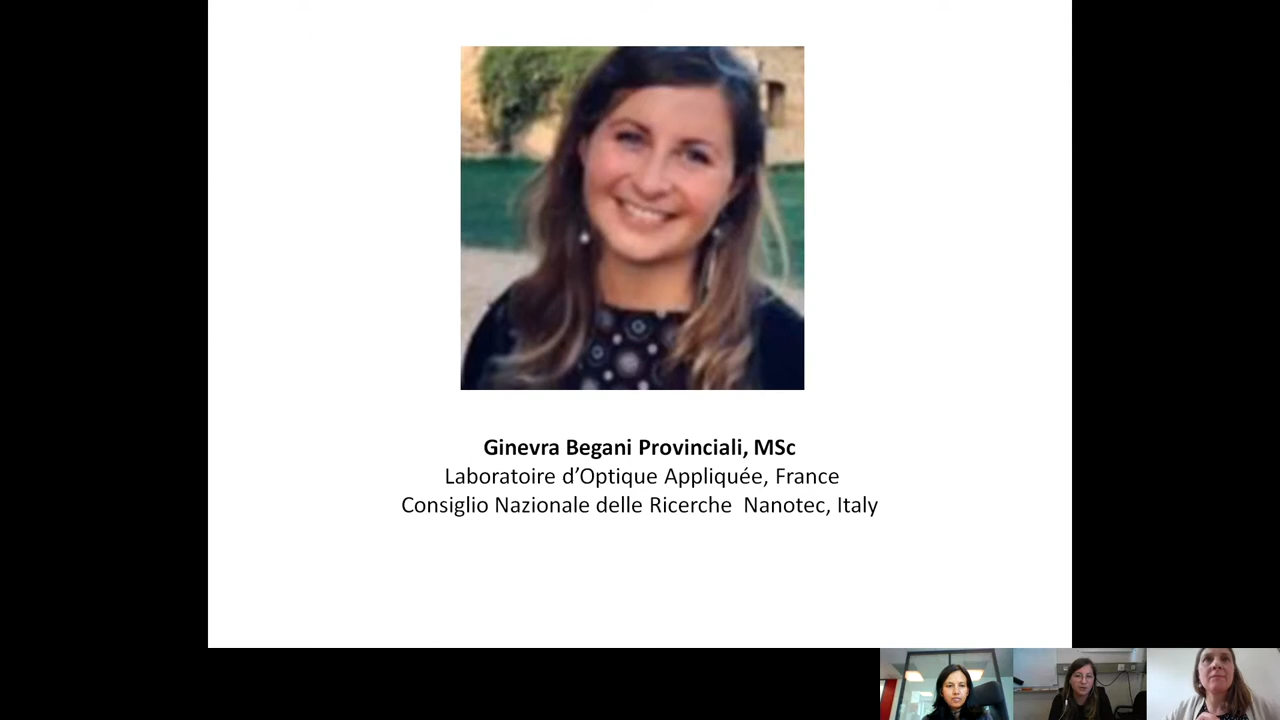 Ginevra Begani Provinciali, MSc
Laboratoire d’Optique Appliquée, France
Consiglio Nazionale delle Ricerche  Nanotec, Italy